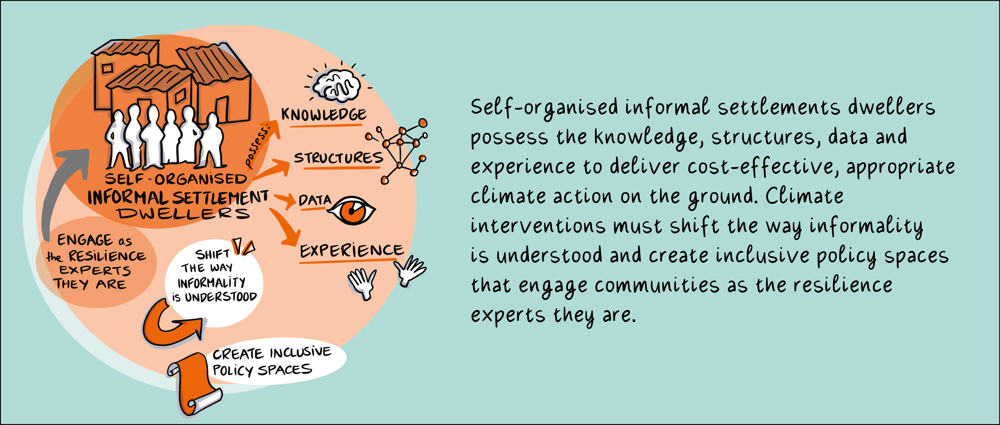 SELF-ORGANISED
INFORMAL SETTLEMENT
DWELLERS
possess:
KNOWLEDGE
STRUCTURES
DATA
EXPERIENCE
ENGAGE as
the RESILIENCE
EXPERTS
THEY ARE
SHIFT
THE WAY
INFORMALITY
is UNDERSTOOD
CREATE INCLUSIVE
POLICY SPACES
Self-organised informal settlements dwellers
possess the knowledge, structures, data and
experience to deliver cost-effective, appropriate
climate action on the ground. Climate
interventions must shift the way informality
is understood and create inclusive policy spaces
that engage communities as the resilience
experts they are.